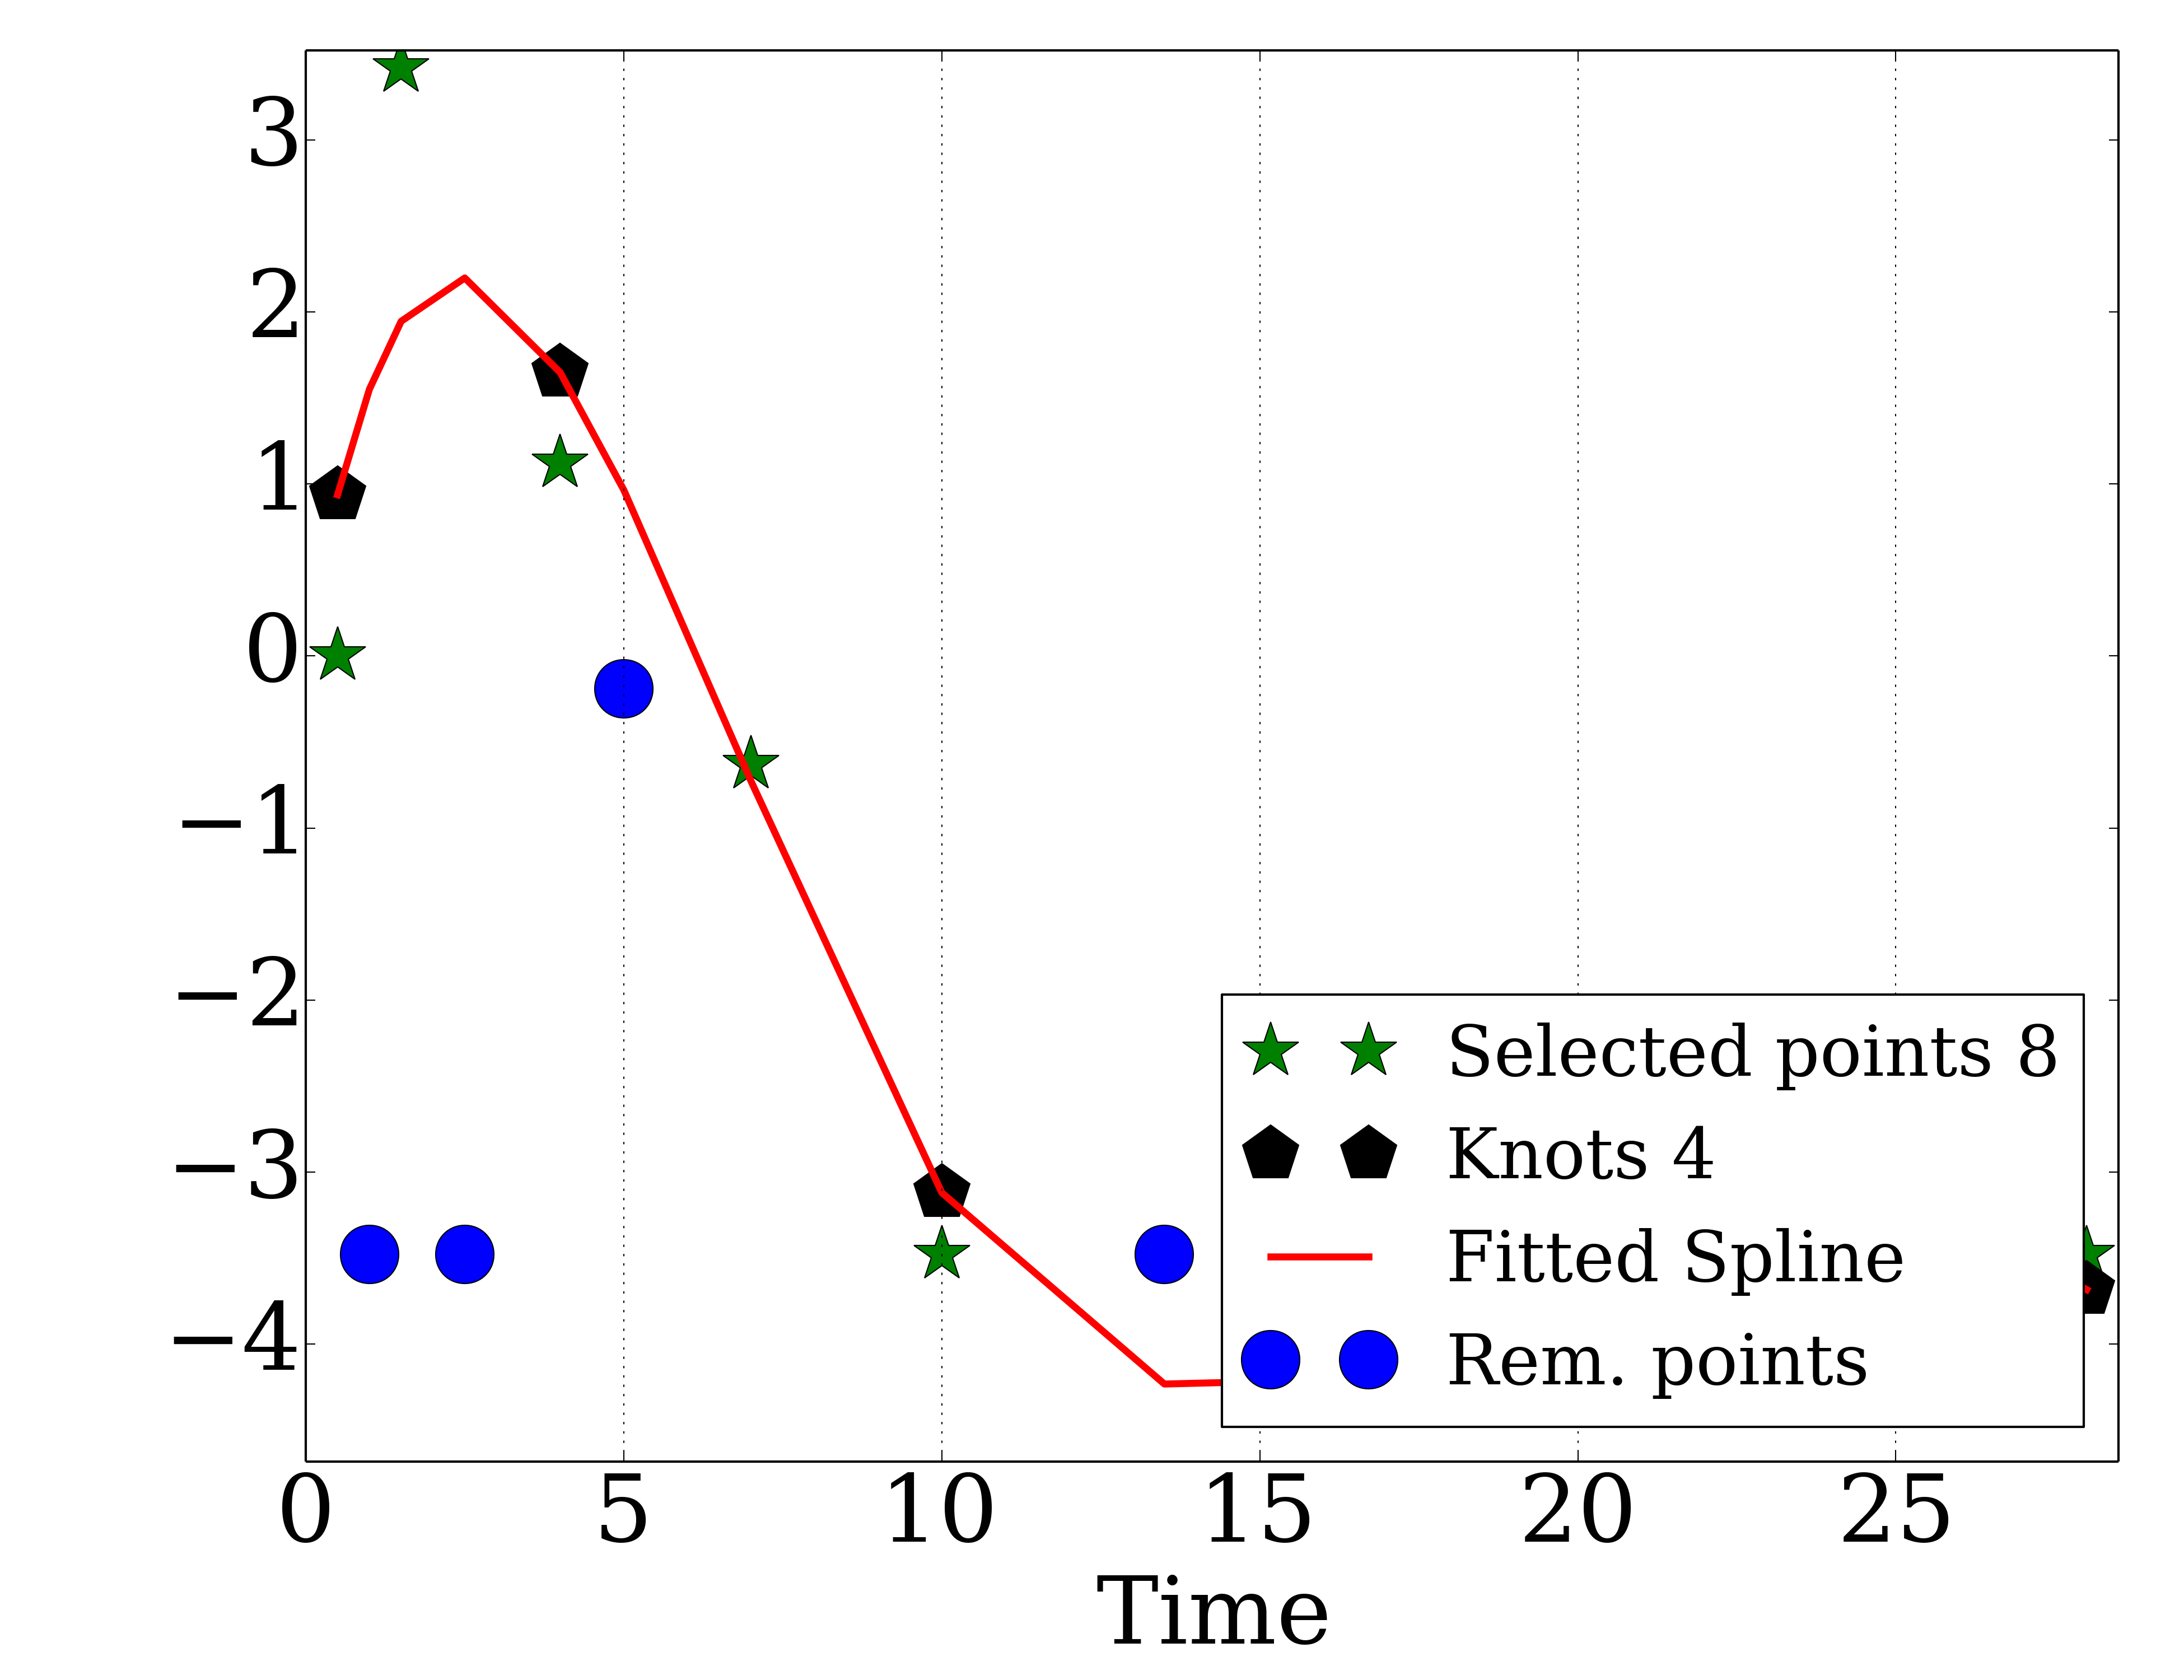 3
2
1
0
−1
−2
−3
−4
Selected points 8
Knots 4
Fitted Spline
Rem. points
0 5 10 15 20 25
Time